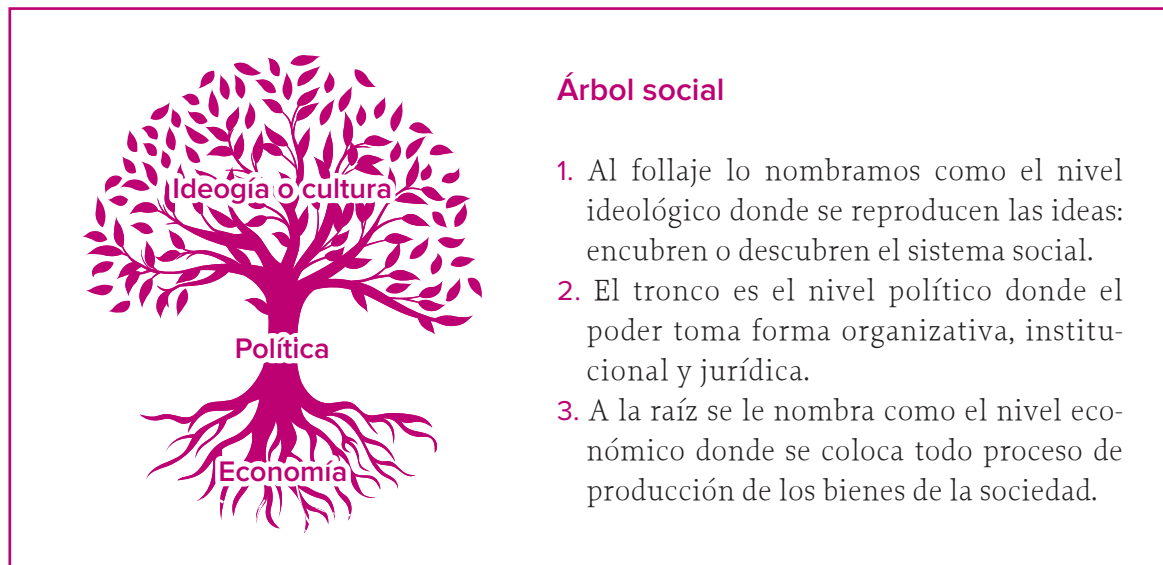 Ideogía o cultura
Política
Economía
Árbol social
1. Al follaje lo nombramos como el nivel
ideológico donde se reproducen las ideas:
encubren o descubren el sistema social.
2. El tronco es el nivel político donde el
poder toma forma organizativa, institu-
cional y jurídica.
3. A la raíz se le nombra como el nivel eco-
nómico donde se coloca todo proceso de
producción de los bienes de la sociedad.